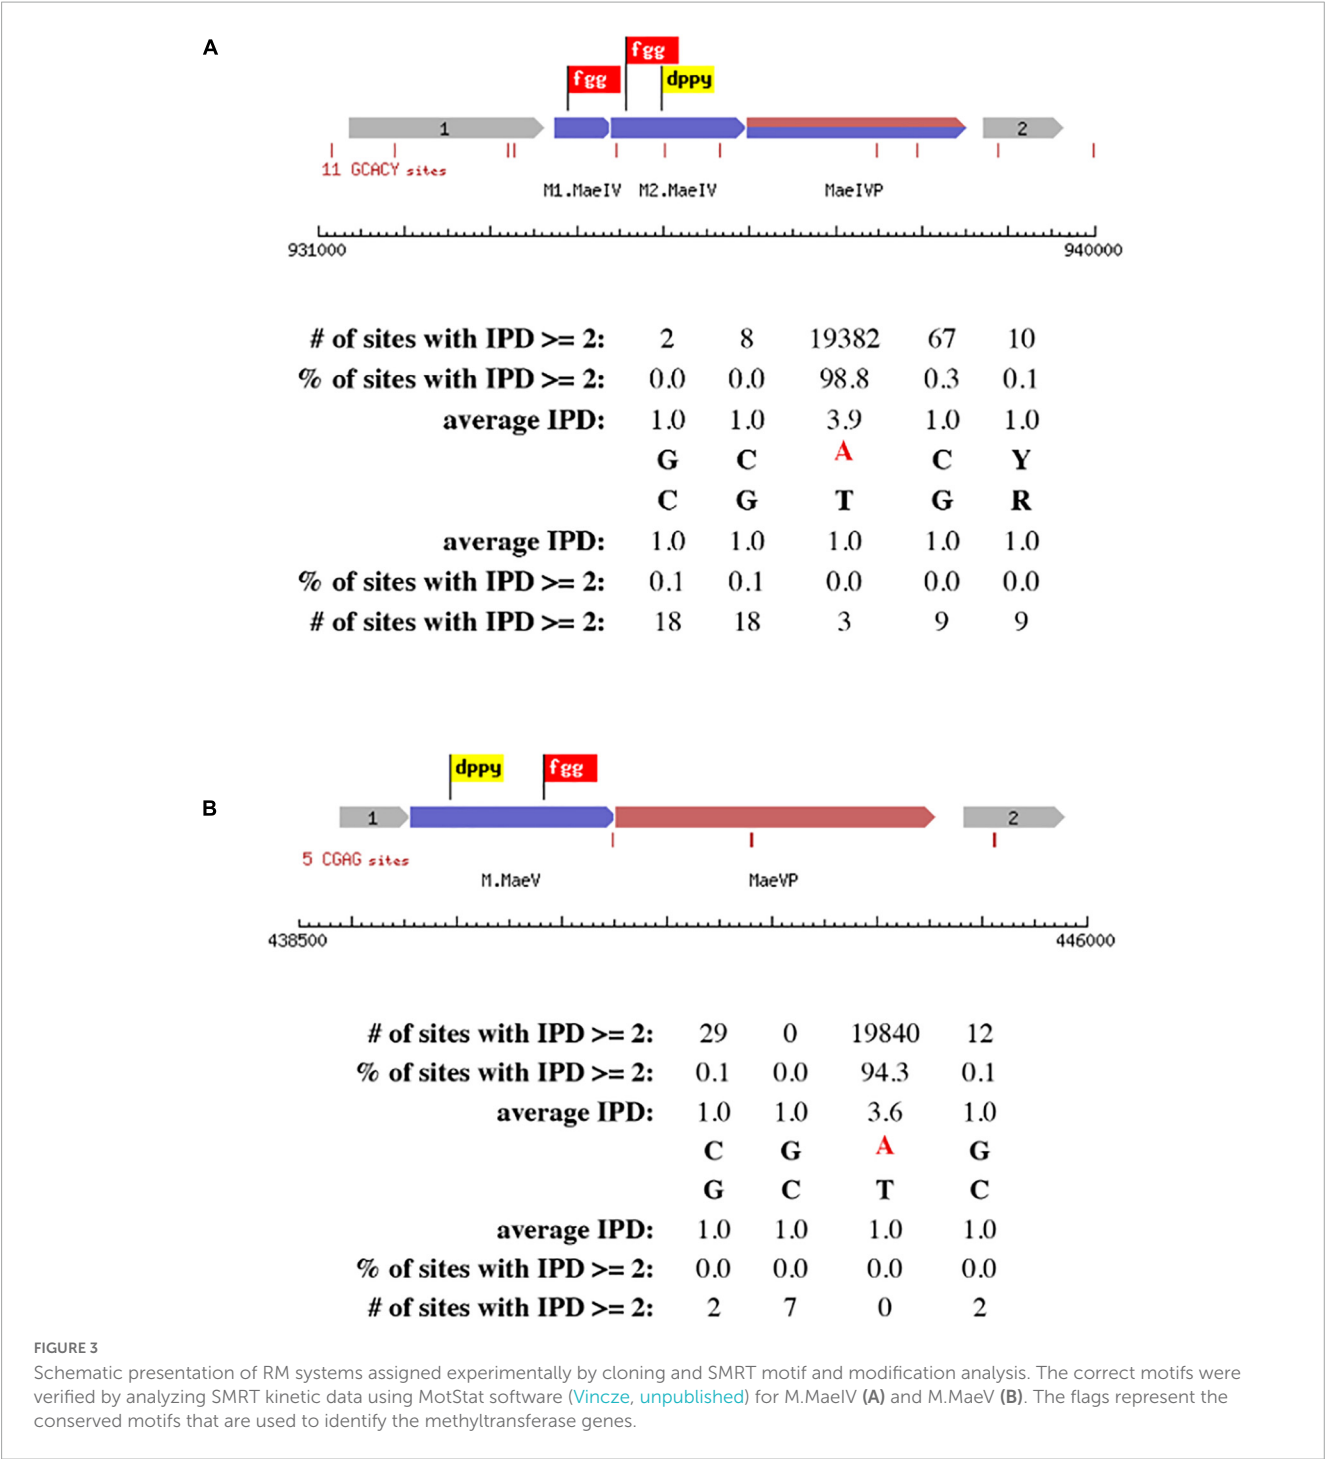 A
fgg
fgg dppy
1 2
11 GCACY sites
M1.MaeIV M2.MaeIV MaeIVP
931000 940000
# of sites with IPD >= 2: 2 8 19382 67 10
% of sites with IPD >= 2: 0.0 0.0 98.8 0.3 0.1
average IPD: 1.0 1.0 3.9 1.0 1.0
G C A C Y
C G T G R
average IPD: 1.0 1.0 1.0 1.0 1.0
% of sites with IPD >= 2: 0.1 0.1 0.0 0.0 0.0
# of sites with IPD >= 2: 18 18 3 9 9
dppy fgg
B
1 2
5 CGAG sites
M.MaeV MaeVP
438500 446000
# of sites with IPD >= 2: 29 0 19840 12
% of sites with IPD >= 2: 0.1 0.0 94.3 0.1
average IPD: 1.0 1.0 3.6 1.0
C G A G
G C T C
average IPD: 1.0 1.0 1.0 1.0
% of sites with IPD >= 2: 0.0 0.0 0.0 0.0
# of sites with IPD >= 2: 2 7 0 2
FIGURE 3
Schematic presentation of RM systems assigned experimentally by cloning and SMRT motif and modification analysis. The correct motifs were
verified by analyzing SMRT kinetic data using MotStat software (Vincze, unpublished) for M.MaeIV (A) and M.MaeV (B). The flags represent the
conserved motifs that are used to identify the methyltransferase genes.